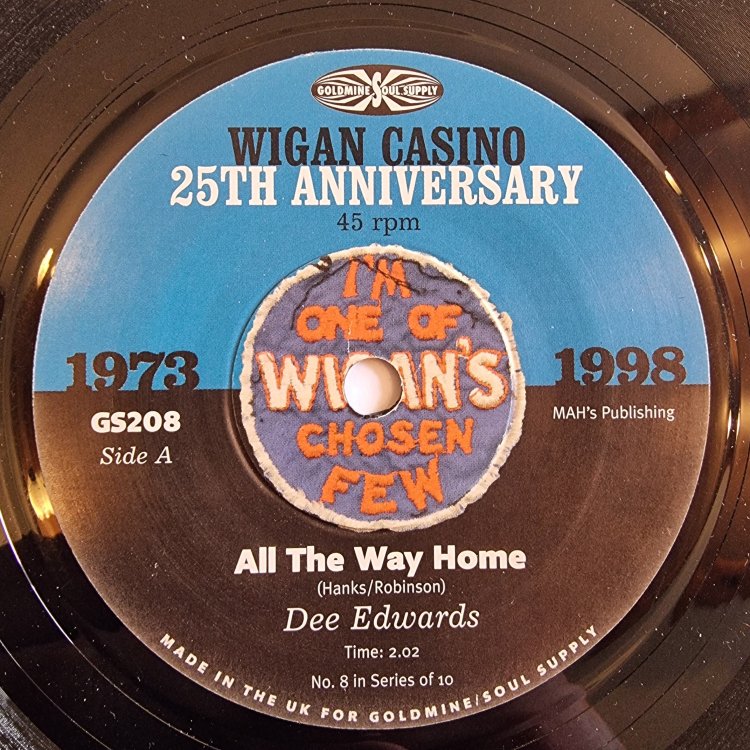 GOLDMINE SOUL SUPPLY
WIGAN CASINO
25TH ANNIVERSARY
45 rpm
I'M
ONE OF
WIGAN'S
CHOSEN
FEW
1973
1998
GS208
Side A
MAH's Publishing
All The Way Home
(Hanks/Robinson)
Dee Edwards
Time: 2.02
No. 8 in Series of 10
MADE IN THE UK FOR GOLDMINE/SOUL SUPPLY